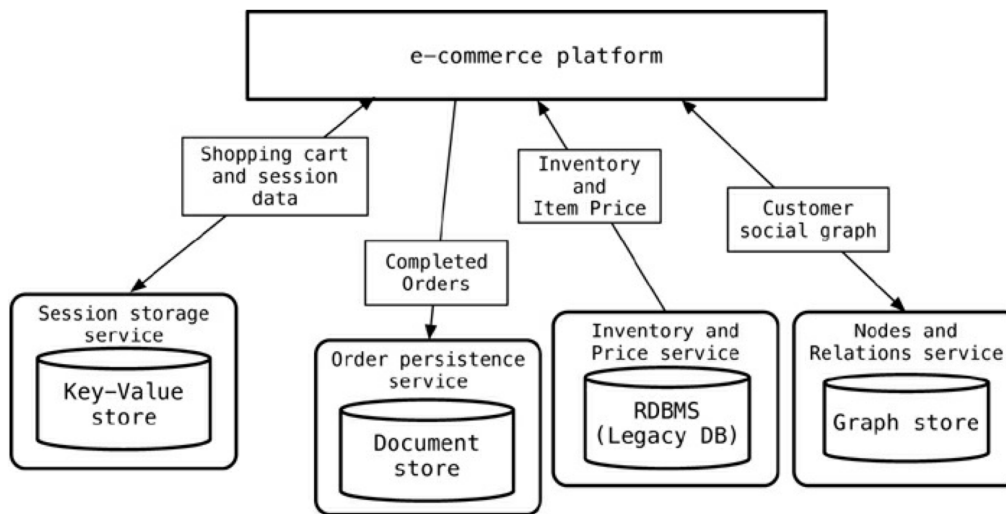 e-commerce platform
Shopping cart
and session
data
Inventory
and
Item Price
Customer
social graph
Completed
Orders
Session storage
service
Key-Value
store
Order persistence
service
Document
store
Inventory and
Price service
RDBMS
(Legacy DB)
Nodes and
Relations service
Graph store